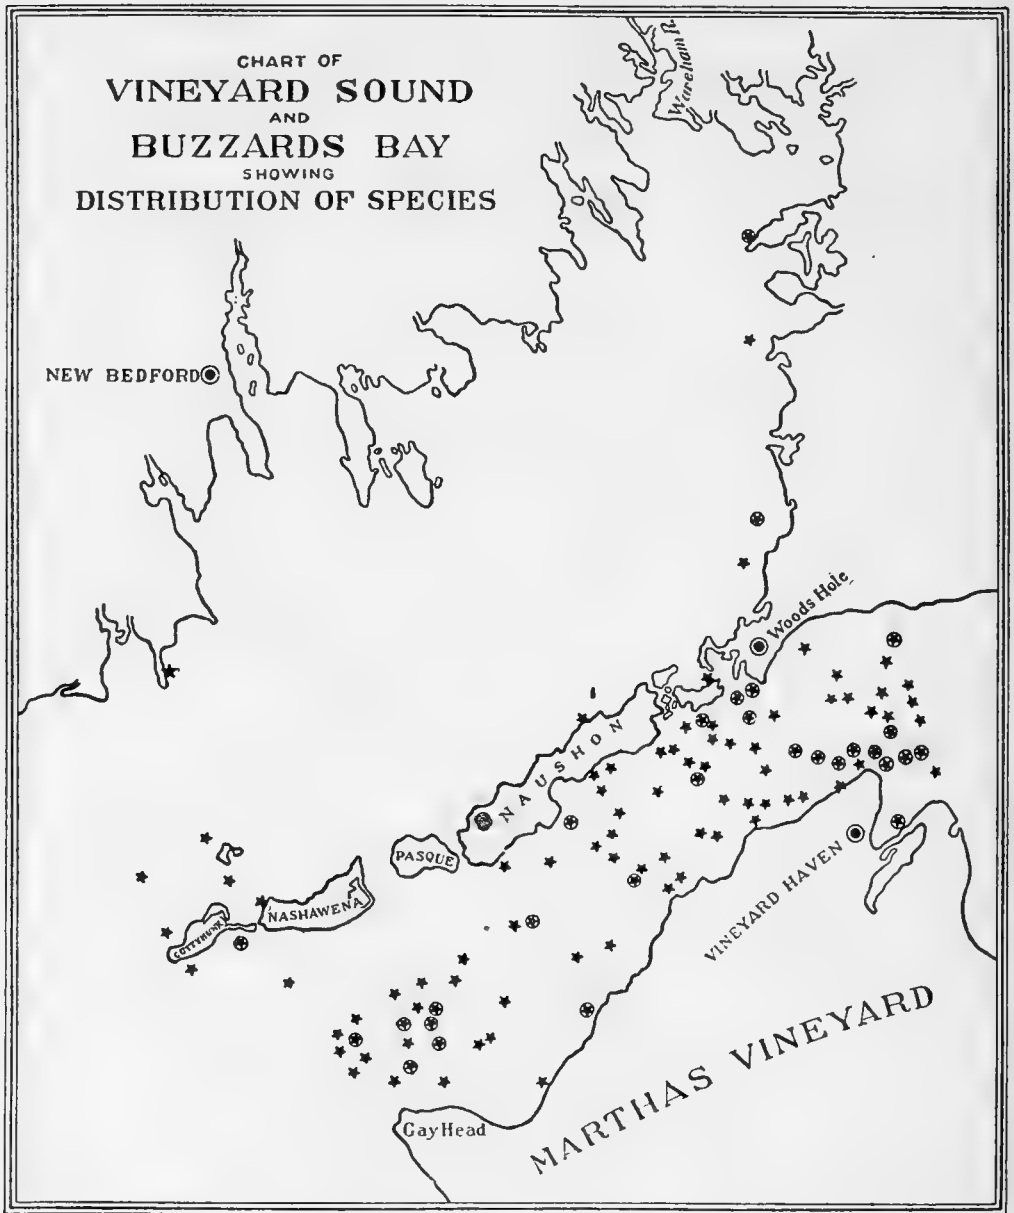 CHART OF
VINEYARD SOUND
AND
BUZZARDS BAY
SHOWING
DISTRIBUTION OF SPECIES
Wareham R.
NEW BEDFORD
Woods Hole
NAUSHON
PASQUE
NASHAWENA
CUTTYHUNK
VINEYARD HAVEN
MARTHAS VINEYARD
Gay Head